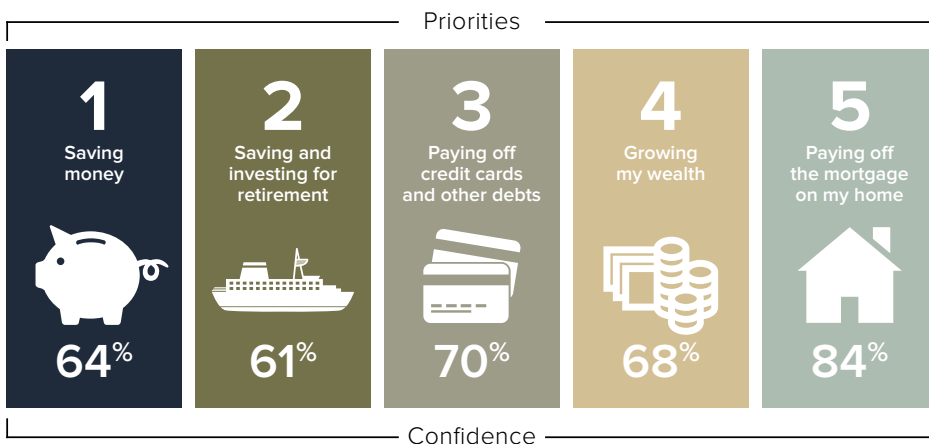 Priorities
1
Saving
money
64%
2
Saving and
investing for
retirement
61%
3
Paying off
credit cards
and other debts
70%
4
Growing
my wealth
68%
5
Paying off
the mortgage
on my home
84%
Confidence